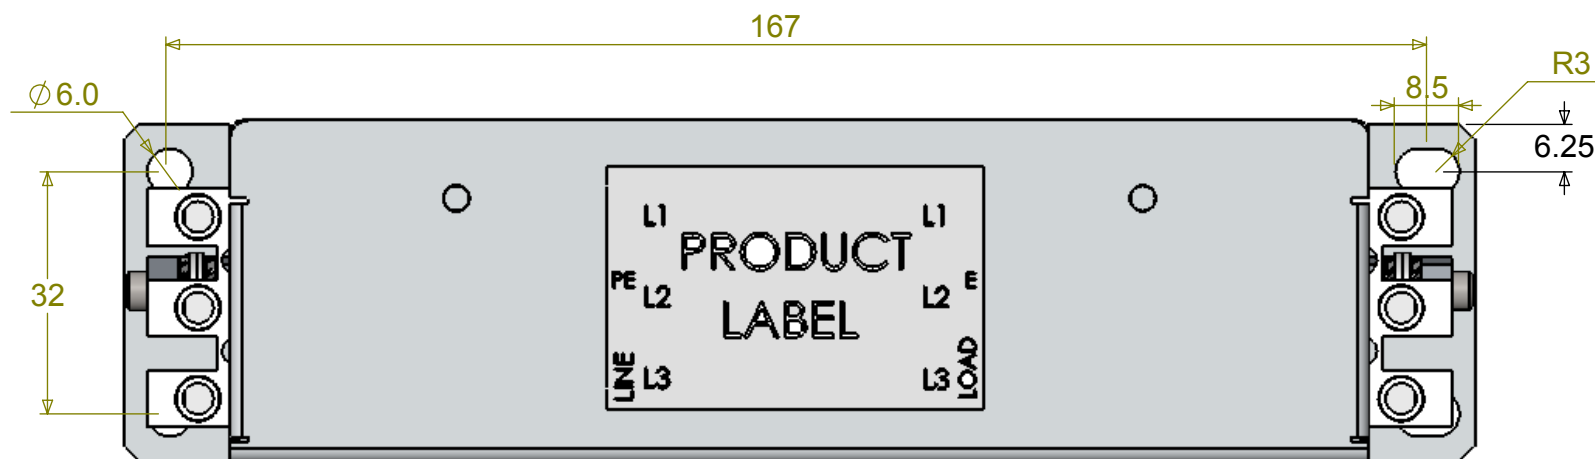 167
R3
⌀6.0
8.5
6.25
L1
L1
PRODUCT
PE
E
L2
L2
32
LABEL
LINE
L3
L3
LOAD